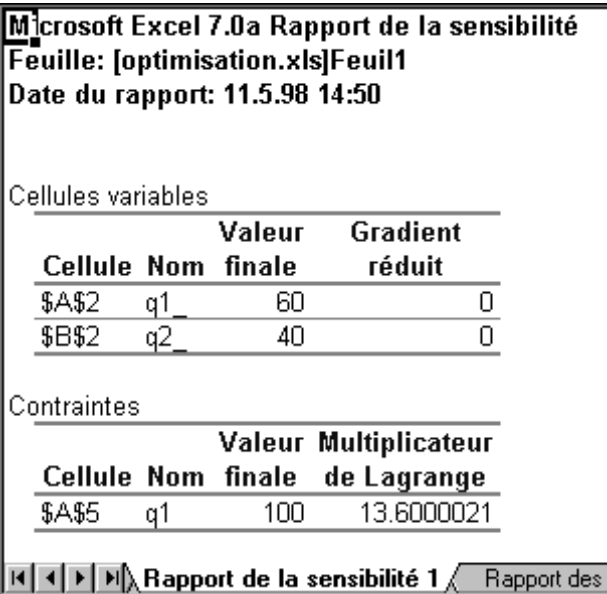 Microsoft Excel 7.0a Rapport de la sensibilité
Feuille: [optimisation.xls]Feuil1
Date du rapport: 11.5.98 14:50
Cellules variables
Valeur Gradient
Cellule Nom finale réduit
$A$2 q1_ 60 0
$B$2 q2_ 40 0
Contraintes
Valeur Multiplicateur
Cellule Nom finale de Lagrange
$A$5 q1 100 13.6000021
Rapport de la sensibilité 1 Rapport des